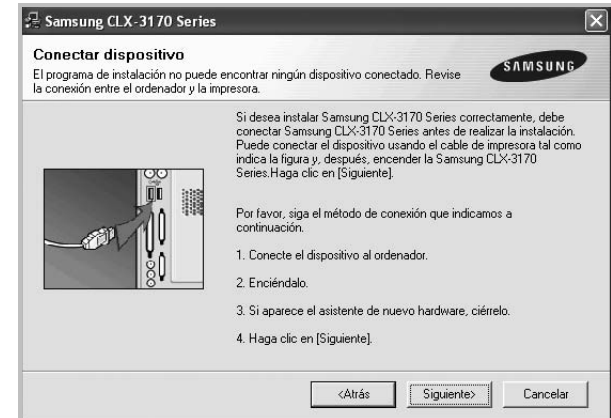 Samsung CLX-3170 Series
Conectar dispositivo
El programa de instalación no puede encontrar ningún dispositivo conectado. Revise
la conexión entre el ordenador y la impresora.
SAMSUNG
Si desea instalar Samsung CLX-3170 Series correctamente, debe
conectar Samsung CLX-3170 Series antes de realizar la instalación.
Puede conectar el dispositivo usando el cable de impresora tal como
indica la figura y, después, encender la Samsung CLX-3170
Series.Haga clic en [Siguiente].
Por favor, siga el método de conexión que indicamos a
continuación.
1. Conecte el dispositivo al ordenador.
2. Enciéndalo.
3. Si aparece el asistente de nuevo hardware, ciérrelo.
4. Haga clic en [Siguiente].
<Atrás
Siguiente>
Cancelar